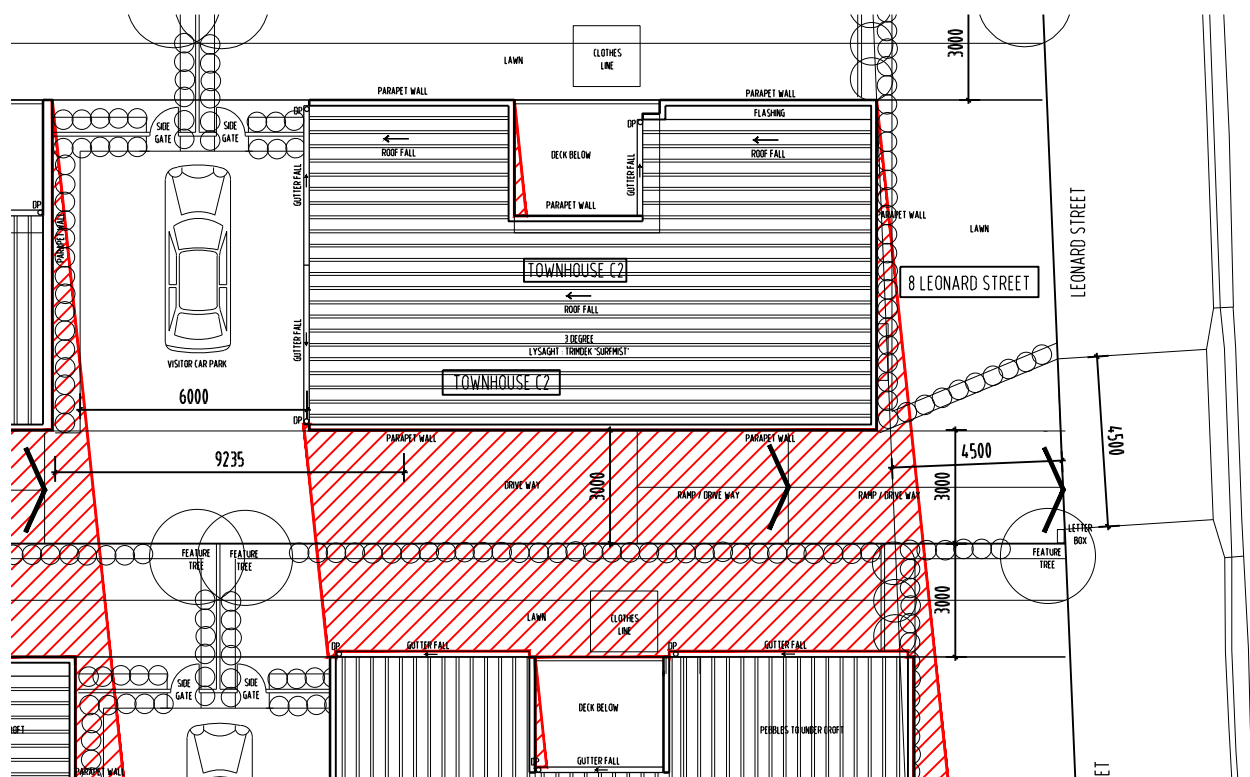 3000
CLOTHES
LINE
LAWN
PARAPET WALL
PARAPET WALL
DP
FLASHING
DP
SIDE
GATE
SIDE
GATE
ROOF FALL
DECK BELOW
ROOF FALL
GUTTER FALL
GUTTER FALL
DP
PARAPET WALL
PARAPET WALL
PARAPET WALL
LAWN
LEONARD STREET
TOWNHOUSE C2
8 LEONARD STREET
ROOF FALL
3 DEGREE
LYSAGHT : TRIMDEK 'SURFMIST'
GUTTER FALL
VISITOR CAR PARK
TOWNHOUSE C2
6000
DP
PARAPET WALL
PARAPET WALL
4500
4500
9235
3000
DRIVE WAY
RAMP / DRIVE WAY
RAMP / DRIVE WAY
3000
LETTER
BOX
FEATURE
TREE
FEATURE
TREE
FEATURE
TREE
3000
CLOTHES
LINE
LAWN
DP
GUTTER FALL
DP
GUTTER FALL
SIDE
GATE
SIDE
GATE
DECK BELOW
PEBBLES TO UNDER CROFT
OFT
DP
GUTTER FALL
PARAPET WALL
ET